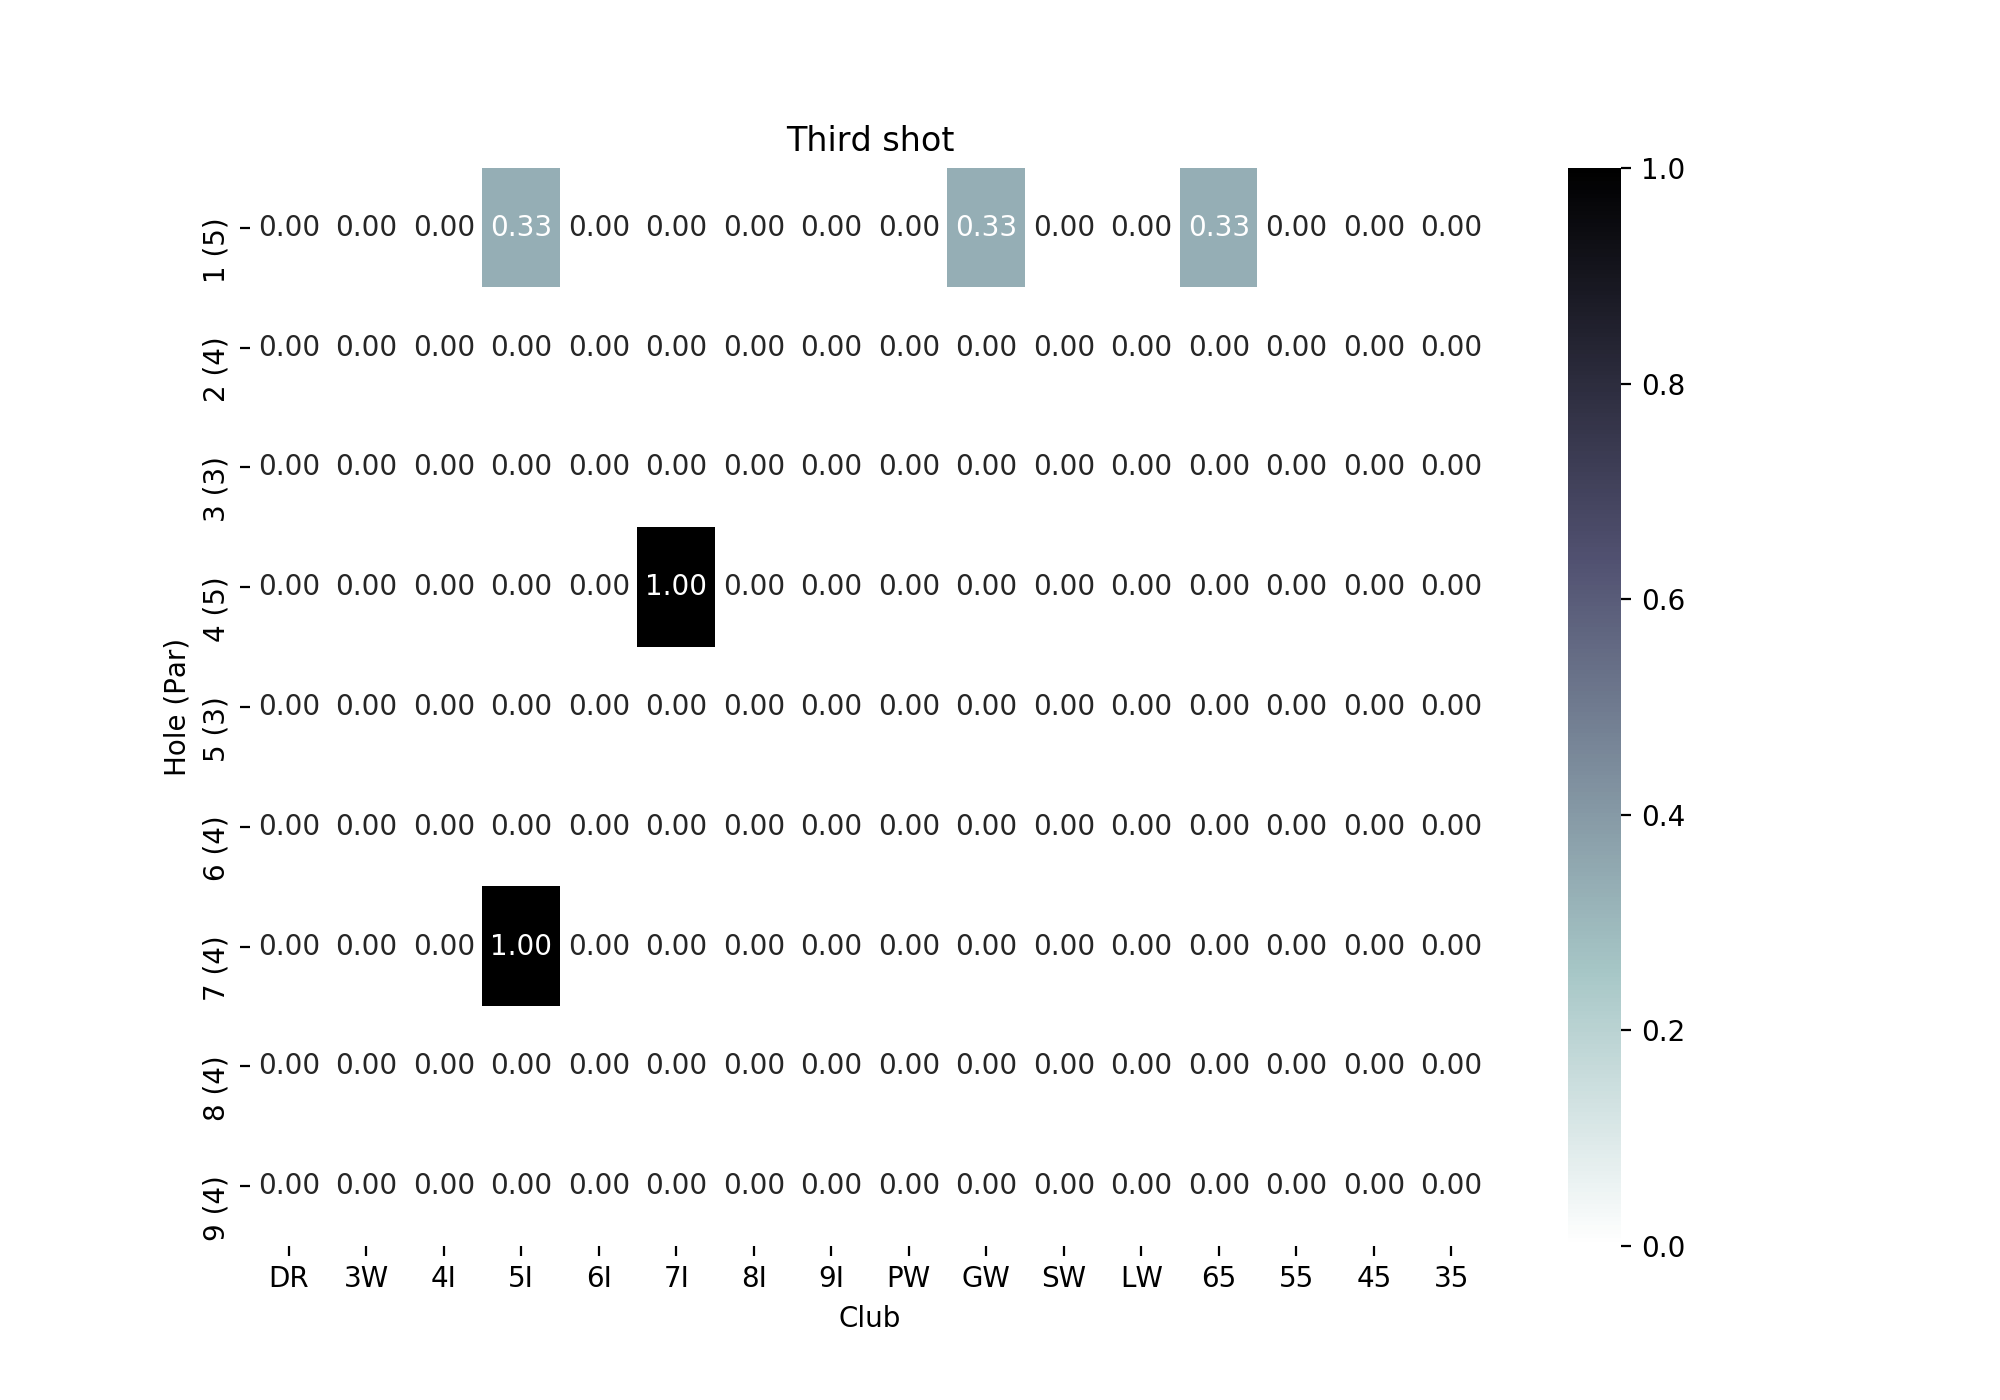 Third shot
1 (5) 0.00 0.00 0.00 0.33 0.00 0.00 0.00 0.00 0.00 0.33 0.00 0.00 0.33 0.00 0.00 0.00
2 (4) 0.00 0.00 0.00 0.00 0.00 0.00 0.00 0.00 0.00 0.00 0.00 0.00 0.00 0.00 0.00 0.00
3 (3) 0.00 0.00 0.00 0.00 0.00 0.00 0.00 0.00 0.00 0.00 0.00 0.00 0.00 0.00 0.00 0.00
4 (5) 0.00 0.00 0.00 0.00 0.00 1.00 0.00 0.00 0.00 0.00 0.00 0.00 0.00 0.00 0.00 0.00
5 (3) 0.00 0.00 0.00 0.00 0.00 0.00 0.00 0.00 0.00 0.00 0.00 0.00 0.00 0.00 0.00 0.00
6 (4) 0.00 0.00 0.00 0.00 0.00 0.00 0.00 0.00 0.00 0.00 0.00 0.00 0.00 0.00 0.00 0.00
7 (4) 0.00 0.00 0.00 1.00 0.00 0.00 0.00 0.00 0.00 0.00 0.00 0.00 0.00 0.00 0.00 0.00
8 (4) 0.00 0.00 0.00 0.00 0.00 0.00 0.00 0.00 0.00 0.00 0.00 0.00 0.00 0.00 0.00 0.00
9 (4) 0.00 0.00 0.00 0.00 0.00 0.00 0.00 0.00 0.00 0.00 0.00 0.00 0.00 0.00 0.00 0.00
DR 3W 4I 5I 6I 7I 8I 9I PW GW SW LW 65 55 45 35
Club
Hole (Par)
1.0
0.8
0.6
0.4
0.2
0.0